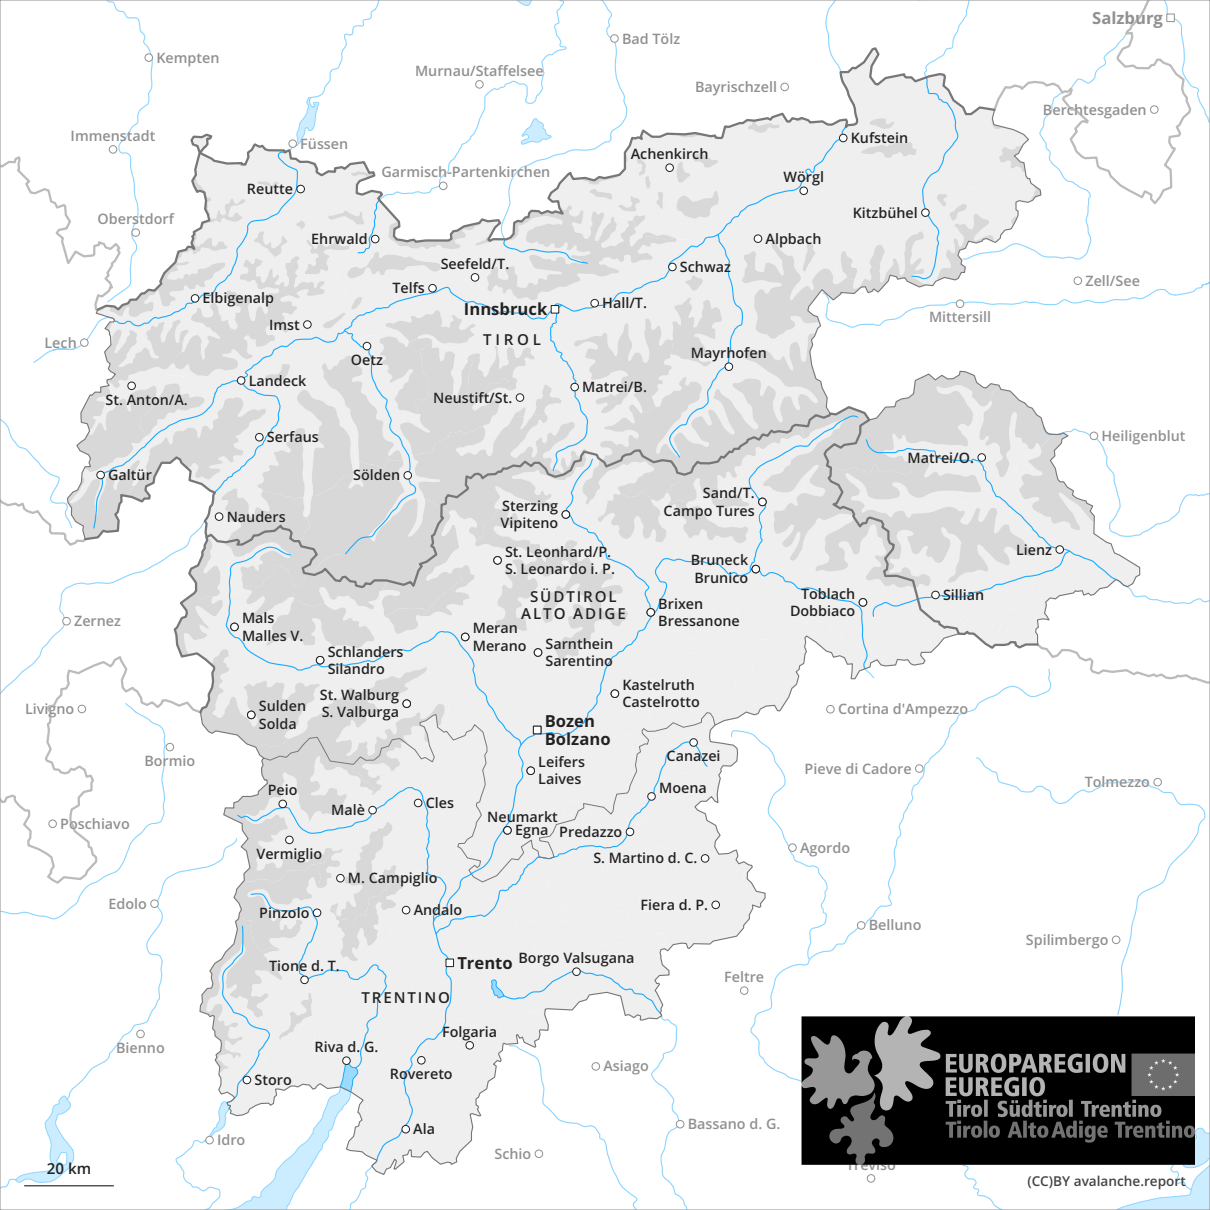 Salzburg
Bad Tölz
Kempten
Murnau/Staffelsee
Bayrischzell
Berchtesgaden
Immenstadt
Kufstein
Füssen
Achenkirch
Garmisch-Partenkirchen
Wörgl
Reutte
Kitzbühel
Oberstdorf
Ehrwald
Alpbach
Seefeld/T.
Schwaz
Zell/See
Telfs
Elbigenalp
Hall/T.
Innsbruck
Mittersill
Imst
TIROL
Lech
Mayrhofen
Oetz
Landeck
Matrei/B.
St. Anton/A.
Neustift/St.
Serfaus
Heiligenblut
Matrei/O.
Galtür
Sölden
Sand/T.
Campo Tures
Sterzing
Vipiteno
Nauders
Lienz
St. Leonhard/P.
S. Leonardo i. P.
Bruneck
Brunico
SÜDTIROL
ALTO ADIGE
Toblach
Dobbiaco
Sillian
Brixen
Bressanone
Zernez
Mals
Malles V.
Meran
Merano
Sarnthein
Sarentino
Schlanders
Silandro
Kastelruth
Castelrotto
St. Walburg
S. Valburga
Sulden
Solda
Livigno
Cortina d'Ampezzo
Bozen
Bolzano
Bormio
Canazei
Leifers
Laives
Pieve di Cadore
Tolmezzo
Peio
Moena
Malè
Cles
Neumarkt
Egna
Predazzo
Poschiavo
Vermiglio
S. Martino d. C.
Agordo
M. Campiglio
Edolo
Pinzolo
Andalo
Fiera d. P.
Belluno
Spilimbergo
Trento
Borgo Valsugana
Tione d. T.
Feltre
TRENTINO
Folgaria
Bienno
Riva d. G.
Rovereto
Asiago
Storo
EUROPAREGION
EUREGIO
Tirol Südtirol Trentino
Tirolo Alto Adige Trentino
Ala
Bassano d. G.
Idro
Schio
Treviso
20 km
(CC)BY avalanche.report